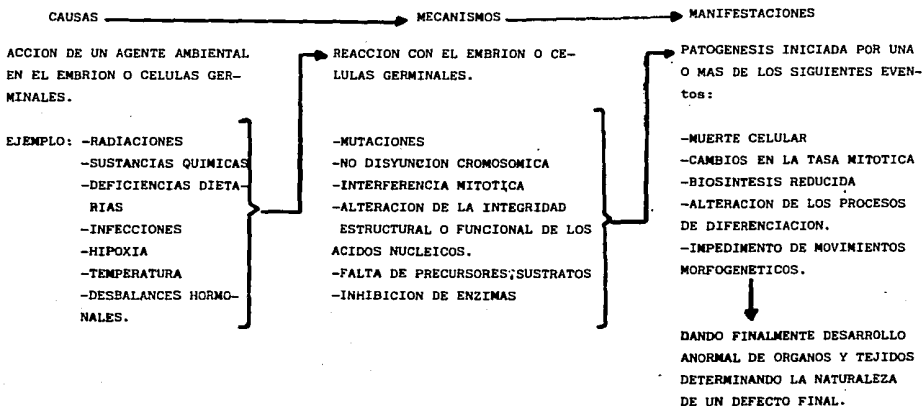 CAUSAS
MECANISMOS
MANIFESTACIONES
ACCION DE UN AGENTE AMBIENTAL
EN EL EMBRION O CELULAS GER-
MINALES.
EJEMPLO: -RADIACIONES
-SUSTANCIAS QUIMICAS
-DEFICIENCIAS DIETA-
RIAS
-INFECCIONES
-HIPOXIA
-TEMPERATURA
-DESBALANCES HORMO-
NALES.
REACCION CON EL EMBRION O CE-
LULAS GERMINALES.
-MUTACIONES
-NO DISYUNCION CROMOSOMICA
-INTERFERENCIA MITOTICA
-ALTERACION DE LA INTEGRIDAD
ESTRUCTURAL O FUNCIONAL DE LOS
ACIDOS NUCLEICOS.
-FALTA DE PRECURSORES,SUSTRATOS
-INHIBICION DE ENZIMAS
PATOGENESIS INICIADA POR UNA
O MAS DE LOS SIGUIENTES EVEN-
tos:
-MUERTE CELULAR
-CAMBIOS EN LA TASA MITOTICA
-BIOSINTESIS REDUCIDA
-ALTERACION DE LOS PROCESOS
DE DIFERENCIACION.
-IMPEDIMENTO DE MOVIMIENTOS
MORFOGENETICOS.
DANDO FINALMENTE DESARROLLO
ANORMAL DE ORGANOS Y TEJIDOS
DETERMINANDO LA NATURALEZA
DE UN DEFECTO FINAL.